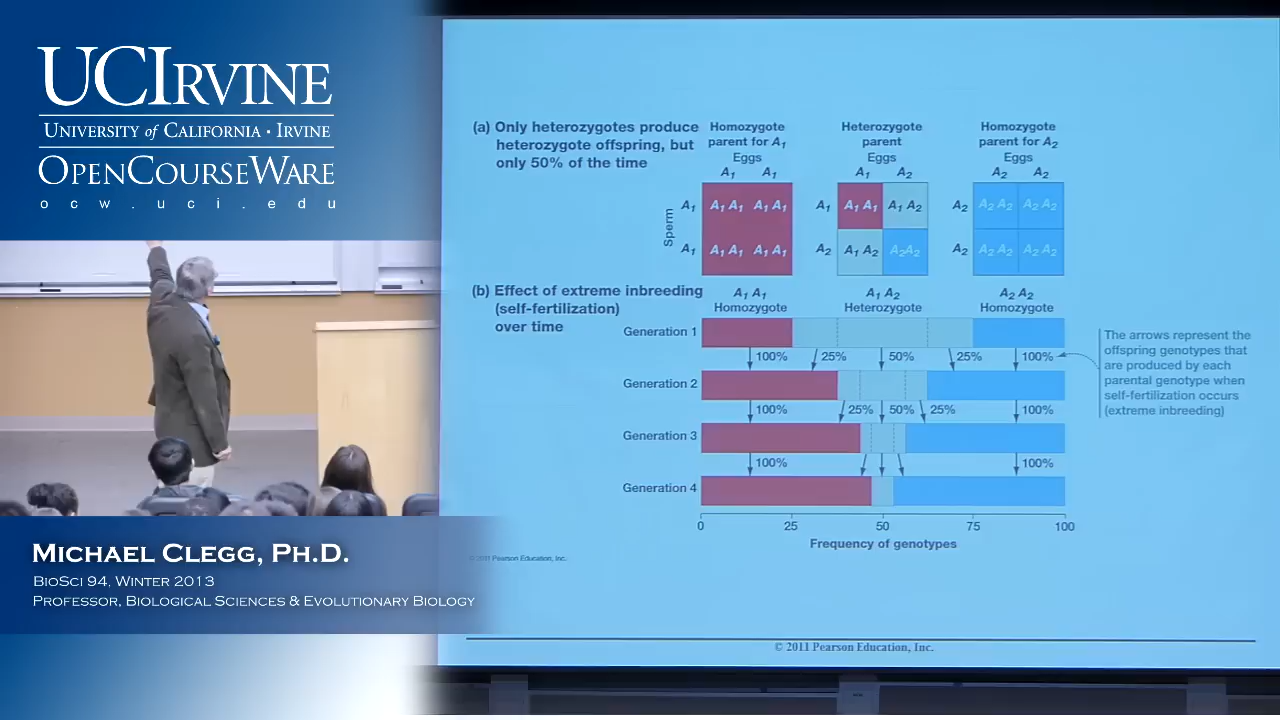 UCIRVINE
UNIVERSITY of CALIFORNIA · IRVINE
OPENCOURSEWARE
ocw.uci.edu
MICHAEL CLEGG, PH.D.
BIOSCI 94, WINTER 2013
PROFESSOR, BIOLOGICAL SCIENCES & EVOLUTIONARY BIOLOGY
(a) Only heterozygotes produce
heterozygote offspring, but
only 50% of the time
Homozygote
parent for A1
Eggs
A1 A1
Sperm
A1
A1 A1 A1 A1
A1
A1 A1 A1 A1
Heterozygote
parent
Eggs
A1 A2
A1
A1 A1 A1 A2
A2
A1 A2 A2A2
Homozygote
parent for A2
Eggs
A2 A2
A2
A2 A2 A2 A2
A2
A2 A2 A2 A2
(b) Effect of extreme inbreeding
(self-fertilization)
over time
A1 A1
Homozygote
A1 A2
Heterozygote
A2 A2
Homozygote
Generation 1
100% 25% 50% 25% 100%
Generation 2
100% 25% 50% 25% 100%
Generation 3
100% 100%
Generation 4
0 25 50 75 100
Frequency of genotypes
The arrows represent the
offspring genotypes that
are produced by each
parental genotype when
self-fertilization occurs
(extreme inbreeding)
© 2011 Pearson Education, Inc.
© 2011 Pearson Education, Inc.